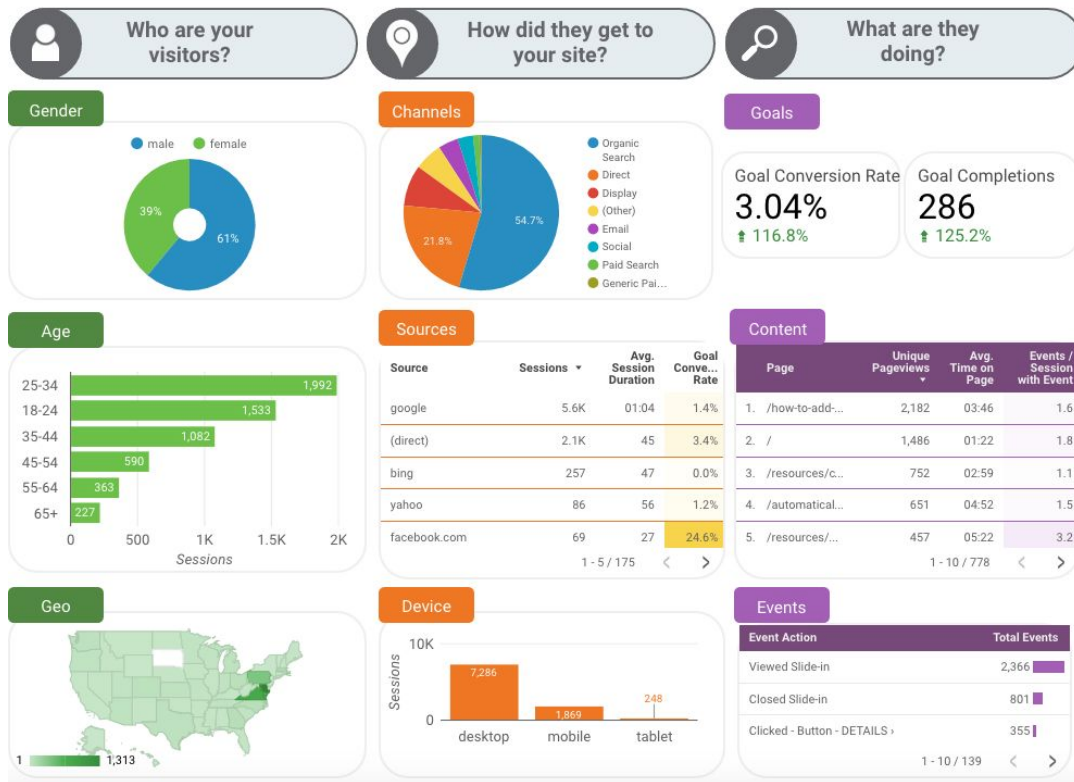 Who are your
visitors?
How did they get to
your site?
What are they
doing?
Gender
male female
39%
61%
Channels
54.7%
21.8%
Organic
Search
Direct
Display
(Other)
Email
Social
Paid Search
Generic Pai...
Goals
Goal Conversion Rate
3.04%
116.8%
Goal Completions
286
125.2%
Age
25-34 1,992
18-24 1,533
35-44 1,082
45-54 590
55-64 363
65+ 227
0 500 1K 1.5K 2K
Sessions
Sources
Source Sessions Avg. Session Duration Goal Conve... Rate
google 5.6K 01:04 1.4%
(direct) 2.1K 45 3.4%
bing 257 47 0.0%
yahoo 86 56 1.2%
facebook.com 69 27 24.6%
1 - 5 / 175 < >
Content
Page Unique Pageviews Avg. Time on Page Events / Session with Event
1. /how-to-add-... 2,182 03:46 1.6
2. / 1,486 01:22 1.8
3. /resources/c... 752 02:59 1.1
4. /automatical... 651 04:52 1.5
5. /resources/... 457 05:22 3.2
1 - 10 / 778 < >
Geo
1 1,313
Device
10K
Sessions
0
7,286
1,869
248
desktop mobile tablet
Events
Event Action Total Events
Viewed Slide-in 2,366
Closed Slide-in 801
Clicked - Button - DETAILS › 355
1 - 10 / 139 < >